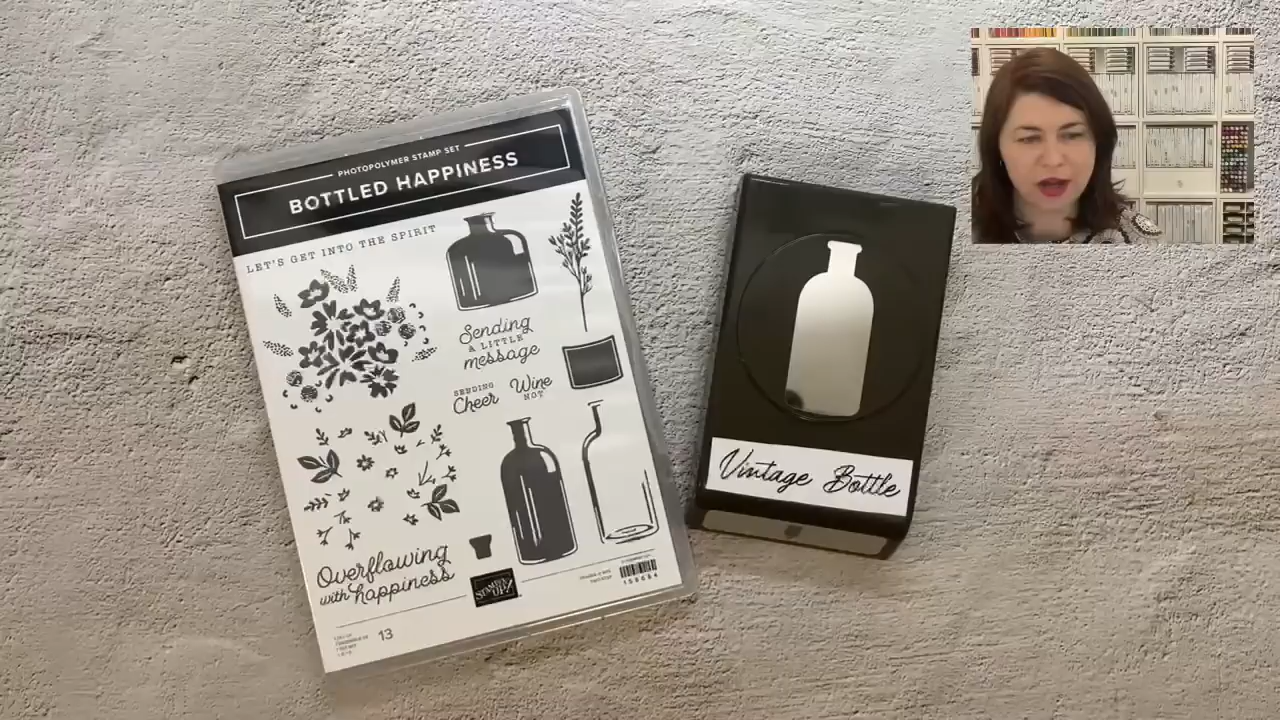 PHOTOPOLYMER STAMP SET
BOTTLED HAPPINESS
LET'S GET INTO THE SPIRIT
Sending
A LITTLE
message
SENDING
Cheer
Wine
NOT
Overflowing
with happiness
STAMPIN'
UP!
13
Vintage Bottle